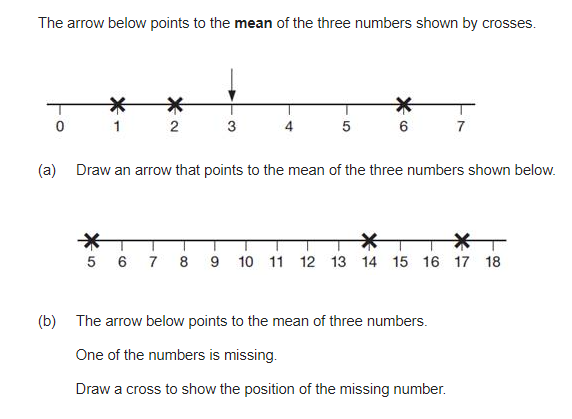 The arrow below points to the mean of the three numbers shown by crosses.
0 1 2 3 4 5 6 7
(a) Draw an arrow that points to the mean of the three numbers shown below.
5 6 7 8 9 10 11 12 13 14 15 16 17 18
(b) The arrow below points to the mean of three numbers.
One of the numbers is missing.
Draw a cross to show the position of the missing number.